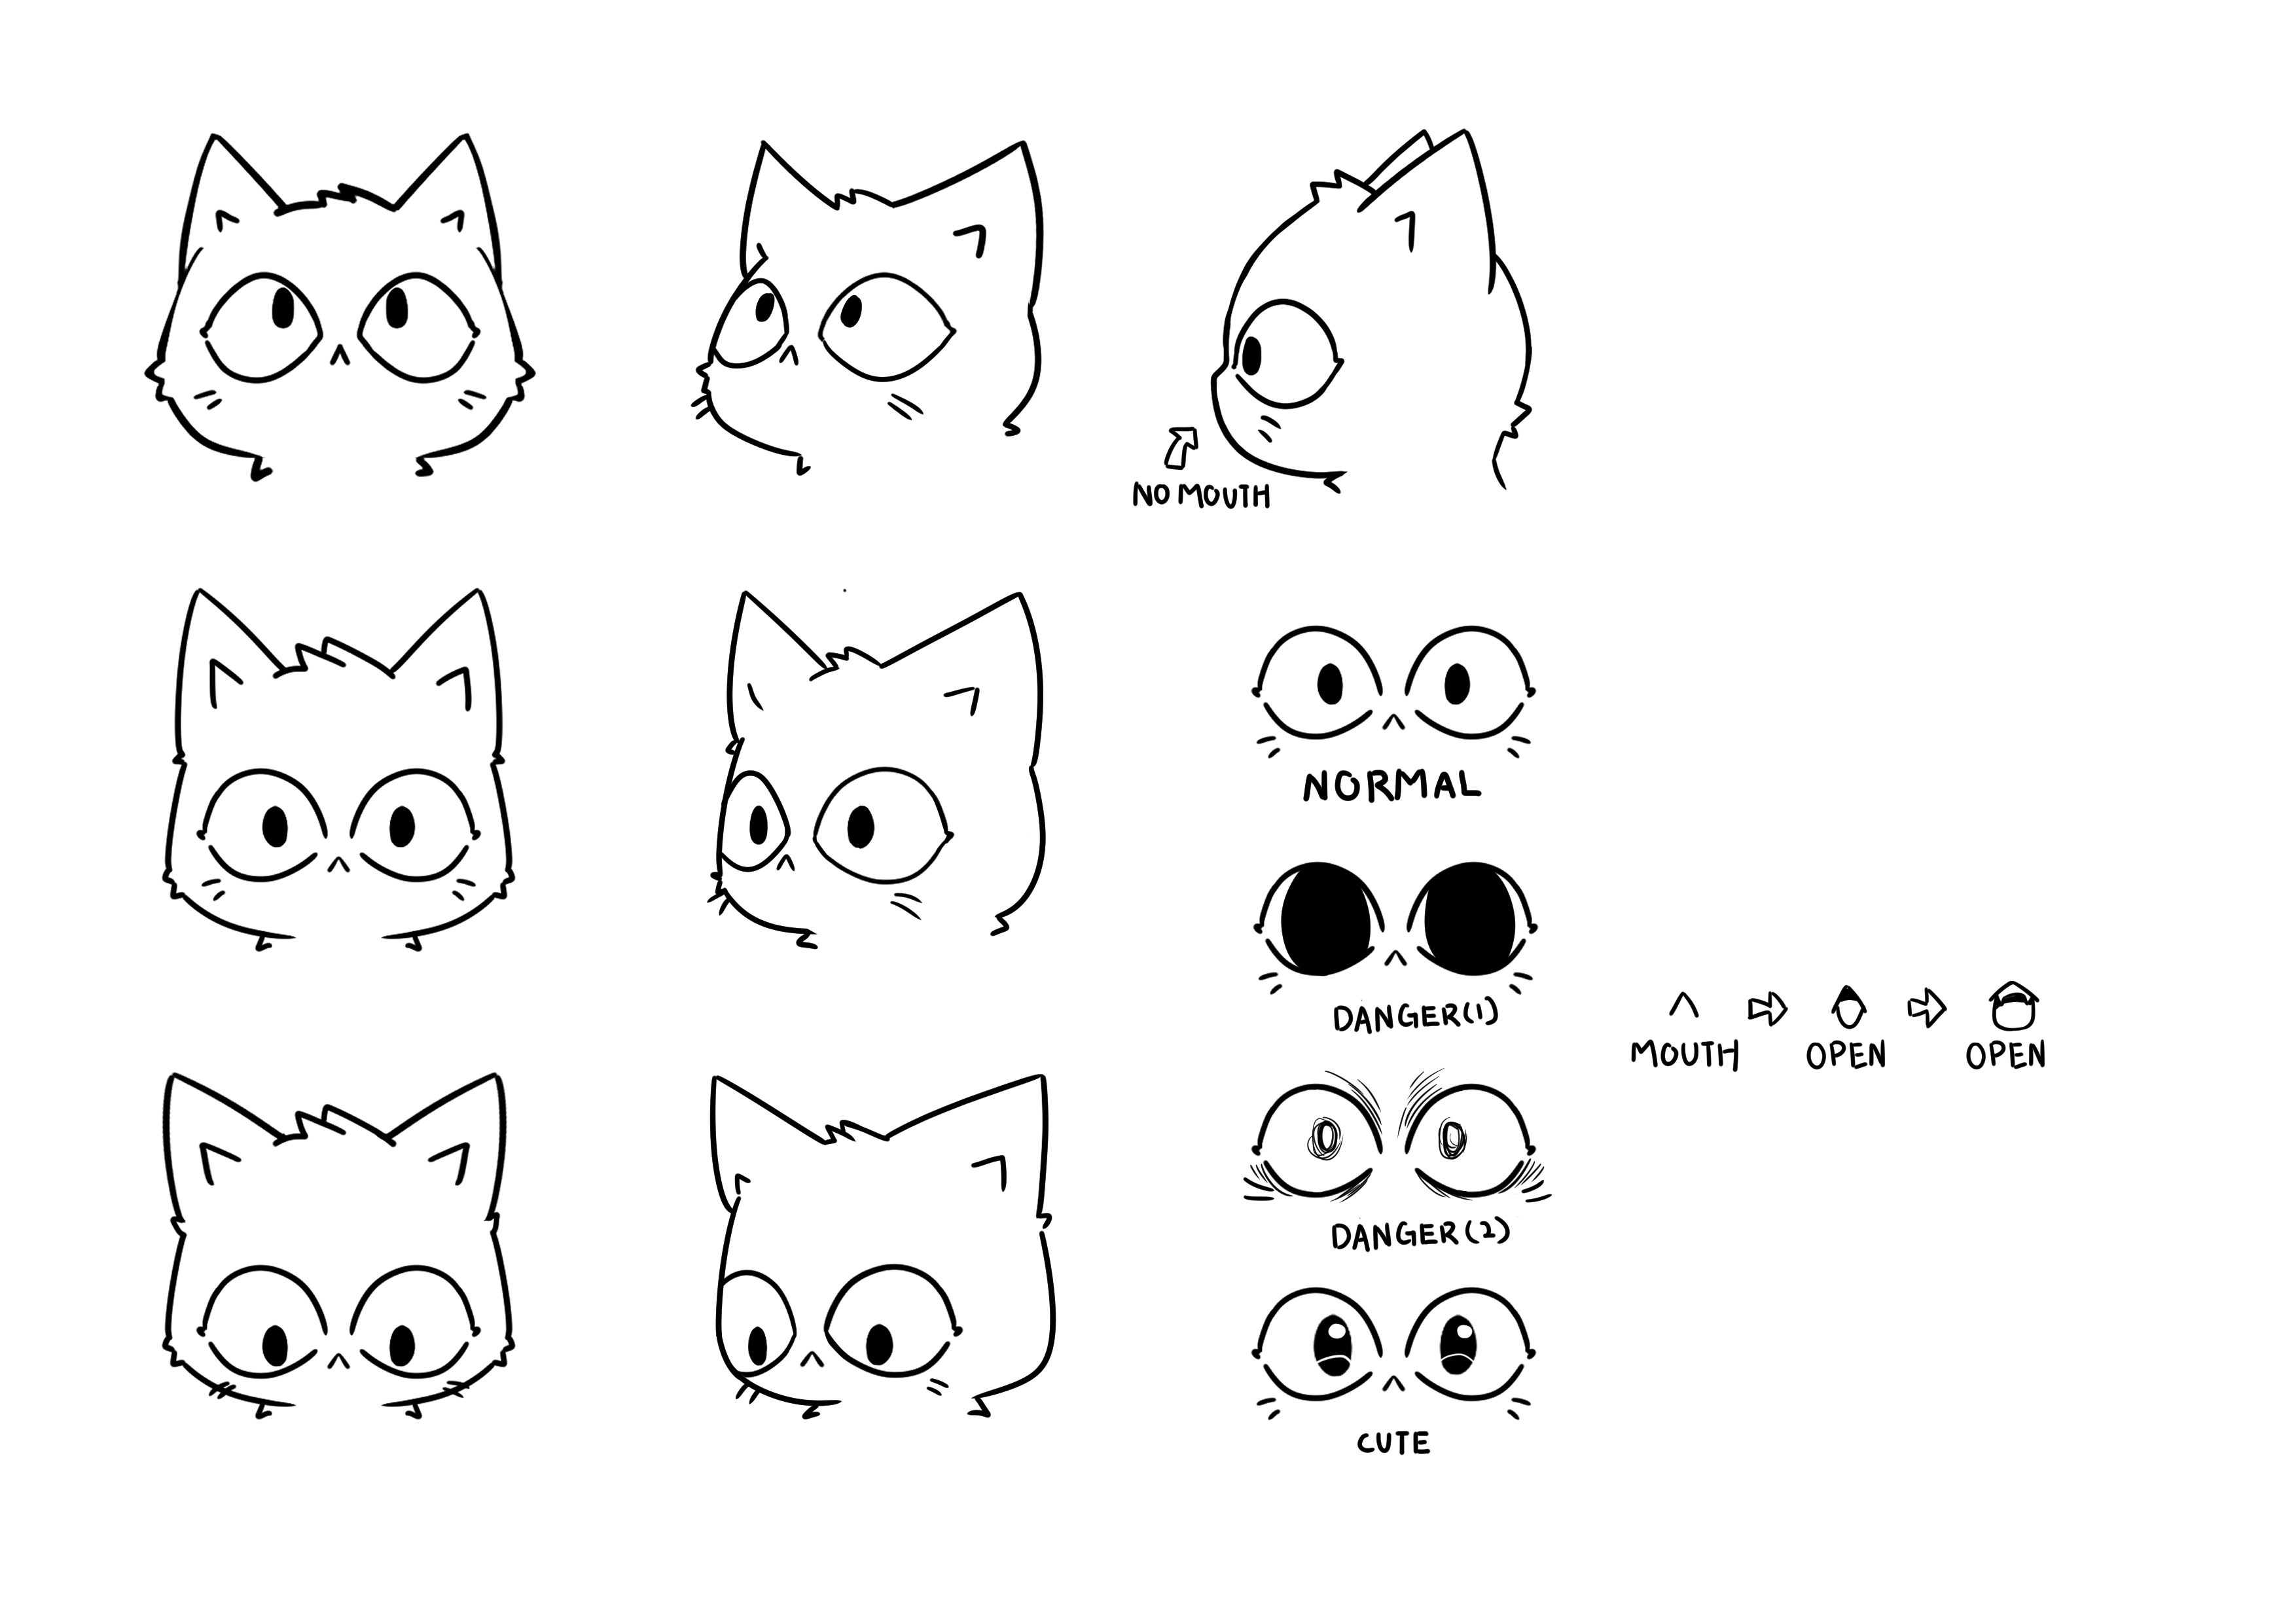 NO MOUTH
NORMAL
DANGER(1)
MOUTH OPEN OPEN
DANGER(2)
CUTE